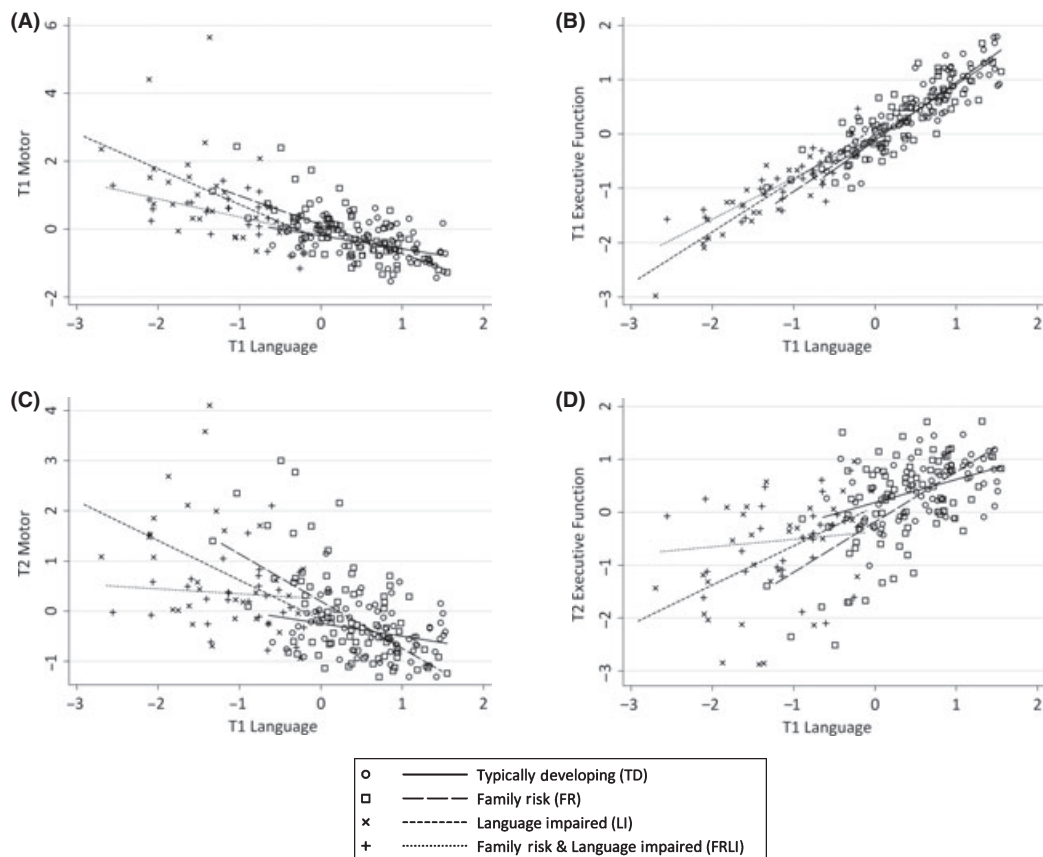 (A)
6
4
2
0
−2
T1 Motor
−3
−2
−1
0
1
2
T1 Language
(B)
2
1
0
−1
−2
−3
T1 Executive Function
−3
−2
−1
0
1
2
T1 Language
(C)
4
3
2
1
0
−1
T2 Motor
−3
−2
−1
0
1
2
T1 Language
(D)
2
1
0
−1
−2
−3
T2 Executive Function
−3
−2
−1
0
1
2
T1 Language
Typically developing (TD)
Family risk (FR)
Language impaired (LI)
Family risk & Language impaired (FRLI)